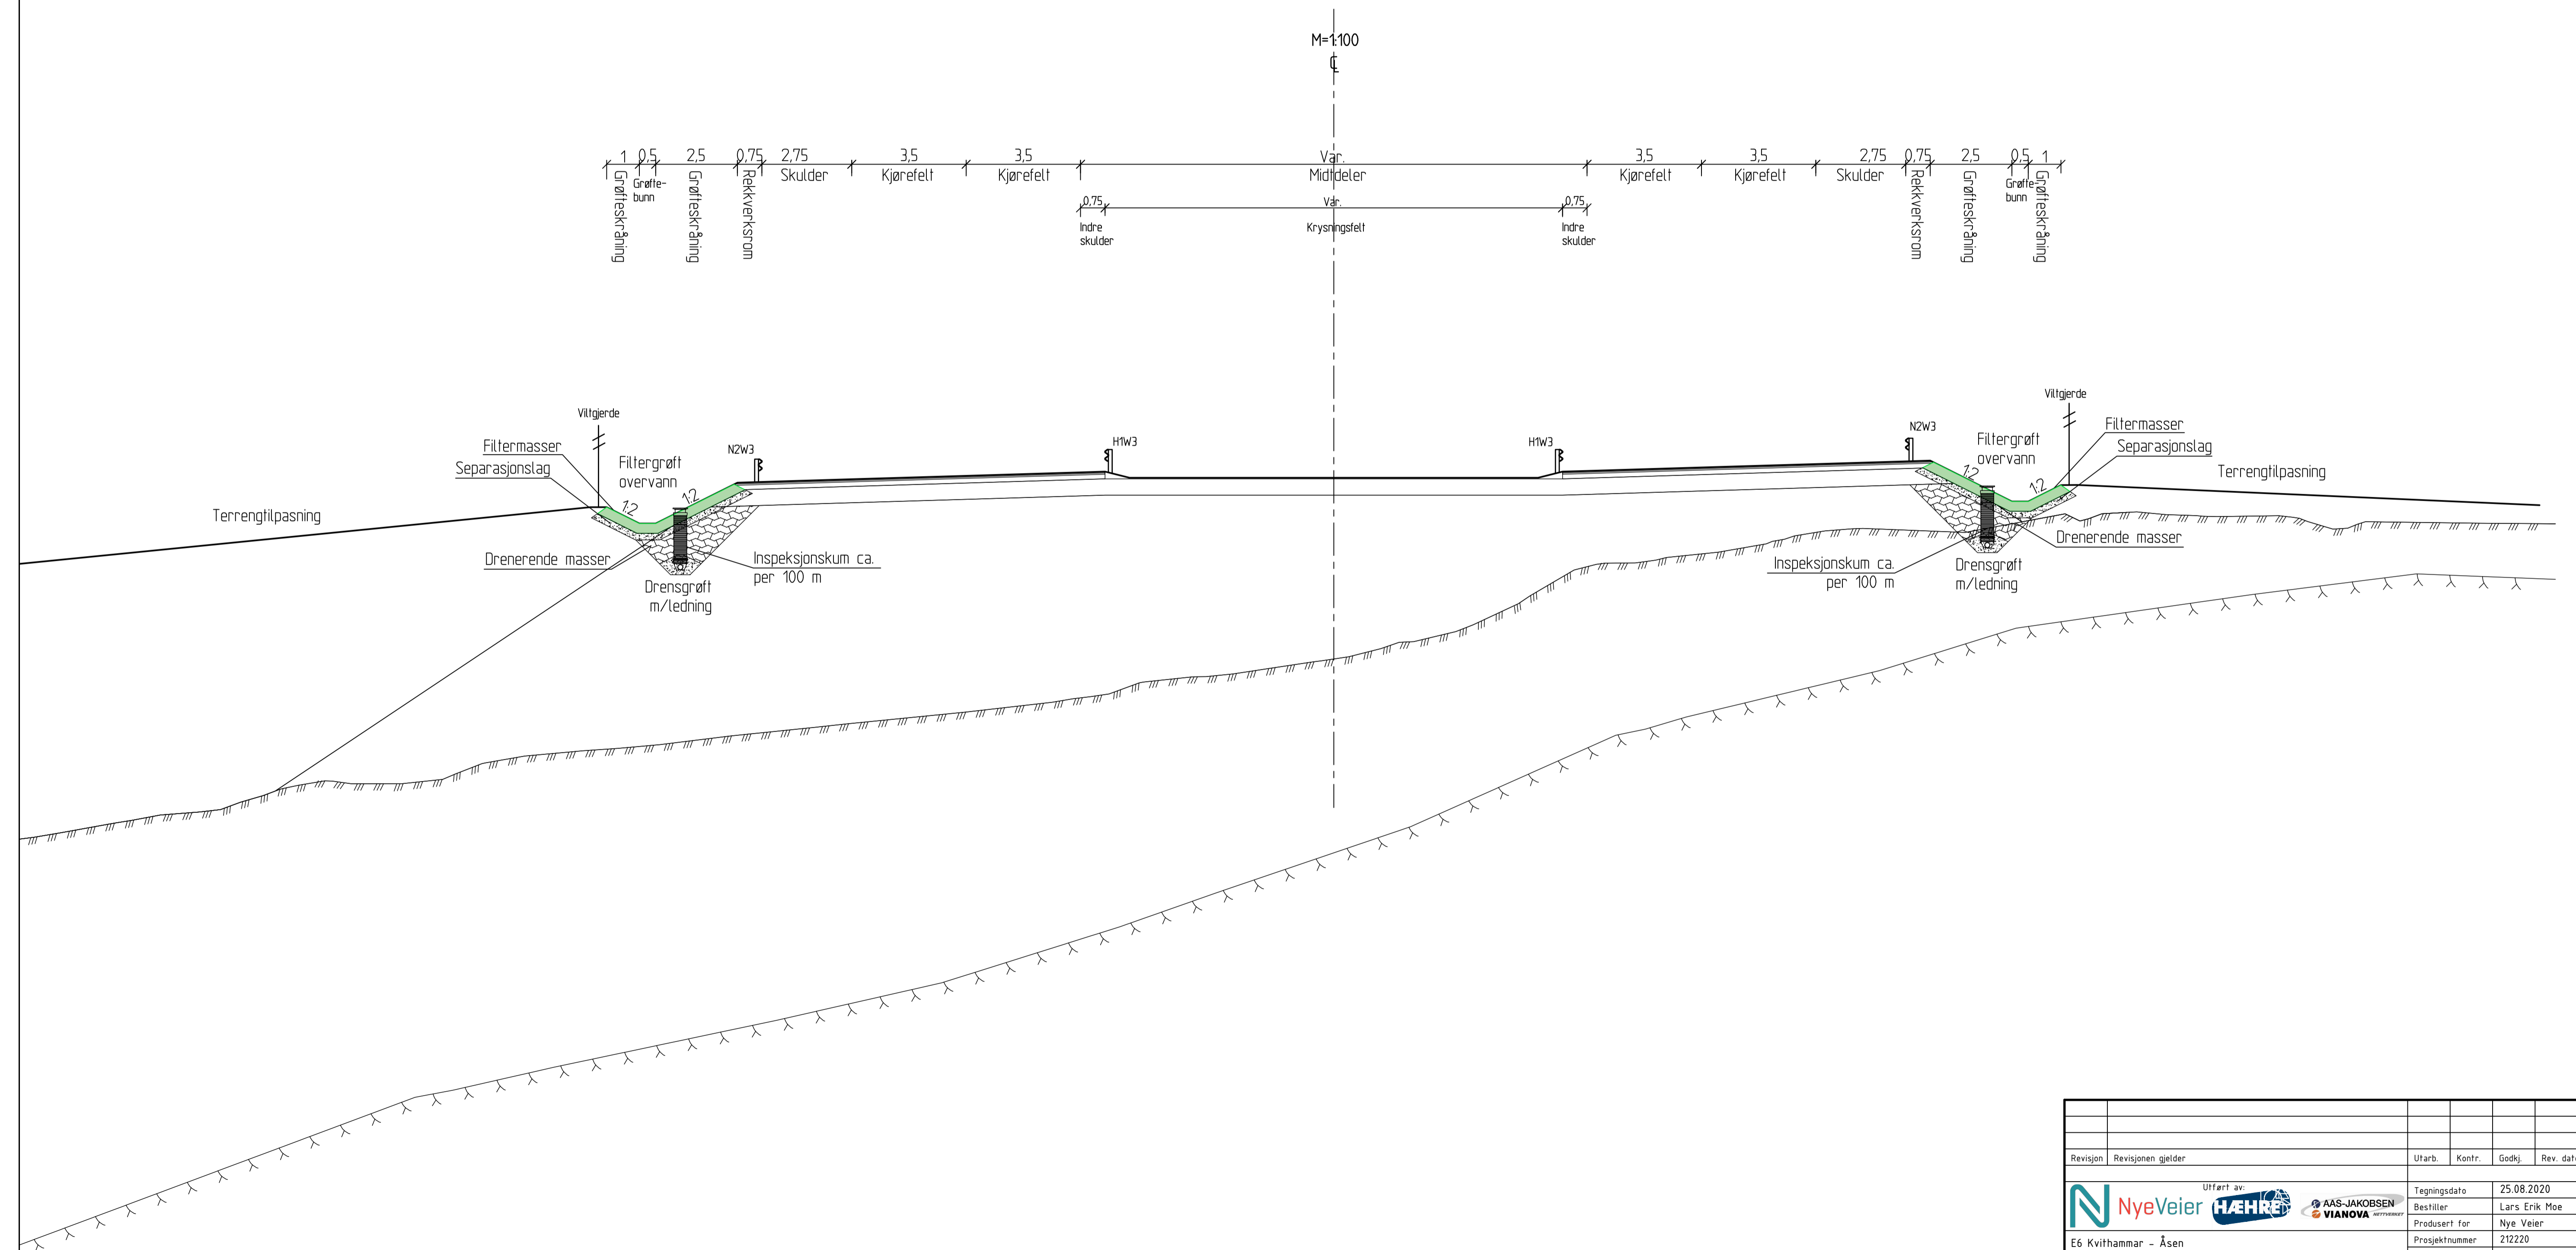 M=1:100
℄
1 0,5 2,5 0,75 2,75 3,5 3,5 Var. 3,5 3,5 2,75 0,75 2,5 0,5 1
Grøfteskråning
Grøfte-
bunn
Grøfteskråning
Rekkverksrom
Skulder
Kjørefelt
Kjørefelt
Midtdeler
Kjørefelt
Kjørefelt
Skulder
Rekkverksrom
Grøfteskråning
Grøfte-
bunn
Grøfteskråning
0,75 Var. 0,75
Indre
skulder
Krysningsfelt
Indre
skulder
Viltgjerde
Filtermasser
Separasjonslag
Filtergrøft
overvann
N2W3
H1W3
H1W3
N2W3
Viltgjerde
Filtergrøft
overvann
Filtermasser
Separasjonslag
1:2
1:2
1:2
1:2
Terrengtilpasning
Terrengtilpasning
Drenerende masser
Inspeksjonskum ca.
per 100 m
Drensgrøft
m/ledning
Inspeksjonskum ca.
per 100 m
Drensgrøft
m/ledning
Drenerende masser
Revisjon Revisjonen gjelder Utarb. Kontr. Godkj. Rev. dat
Utført av:
NyeVeier
HÆHRE
AAS-JAKOBSEN
VIANOVA NETTVERKET
Tegningsdato 25.08.2020
Bestiller Lars Erik Moe
Produsert for Nye Veier
Prosjektnummer 212220
E6 Kvithammar - Åsen